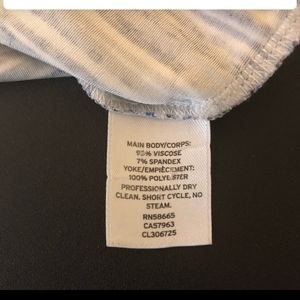 MAIN BODY/CORPS:
93% VISCOSE
7% SPANDEX
YOKE/EMPIÈCEMENT:
100% POLYESTER
PROFESSIONALLY DRY
CLEAN. SHORT CYCLE, NO
STEAM.
RN58665
CA57963
CL306725